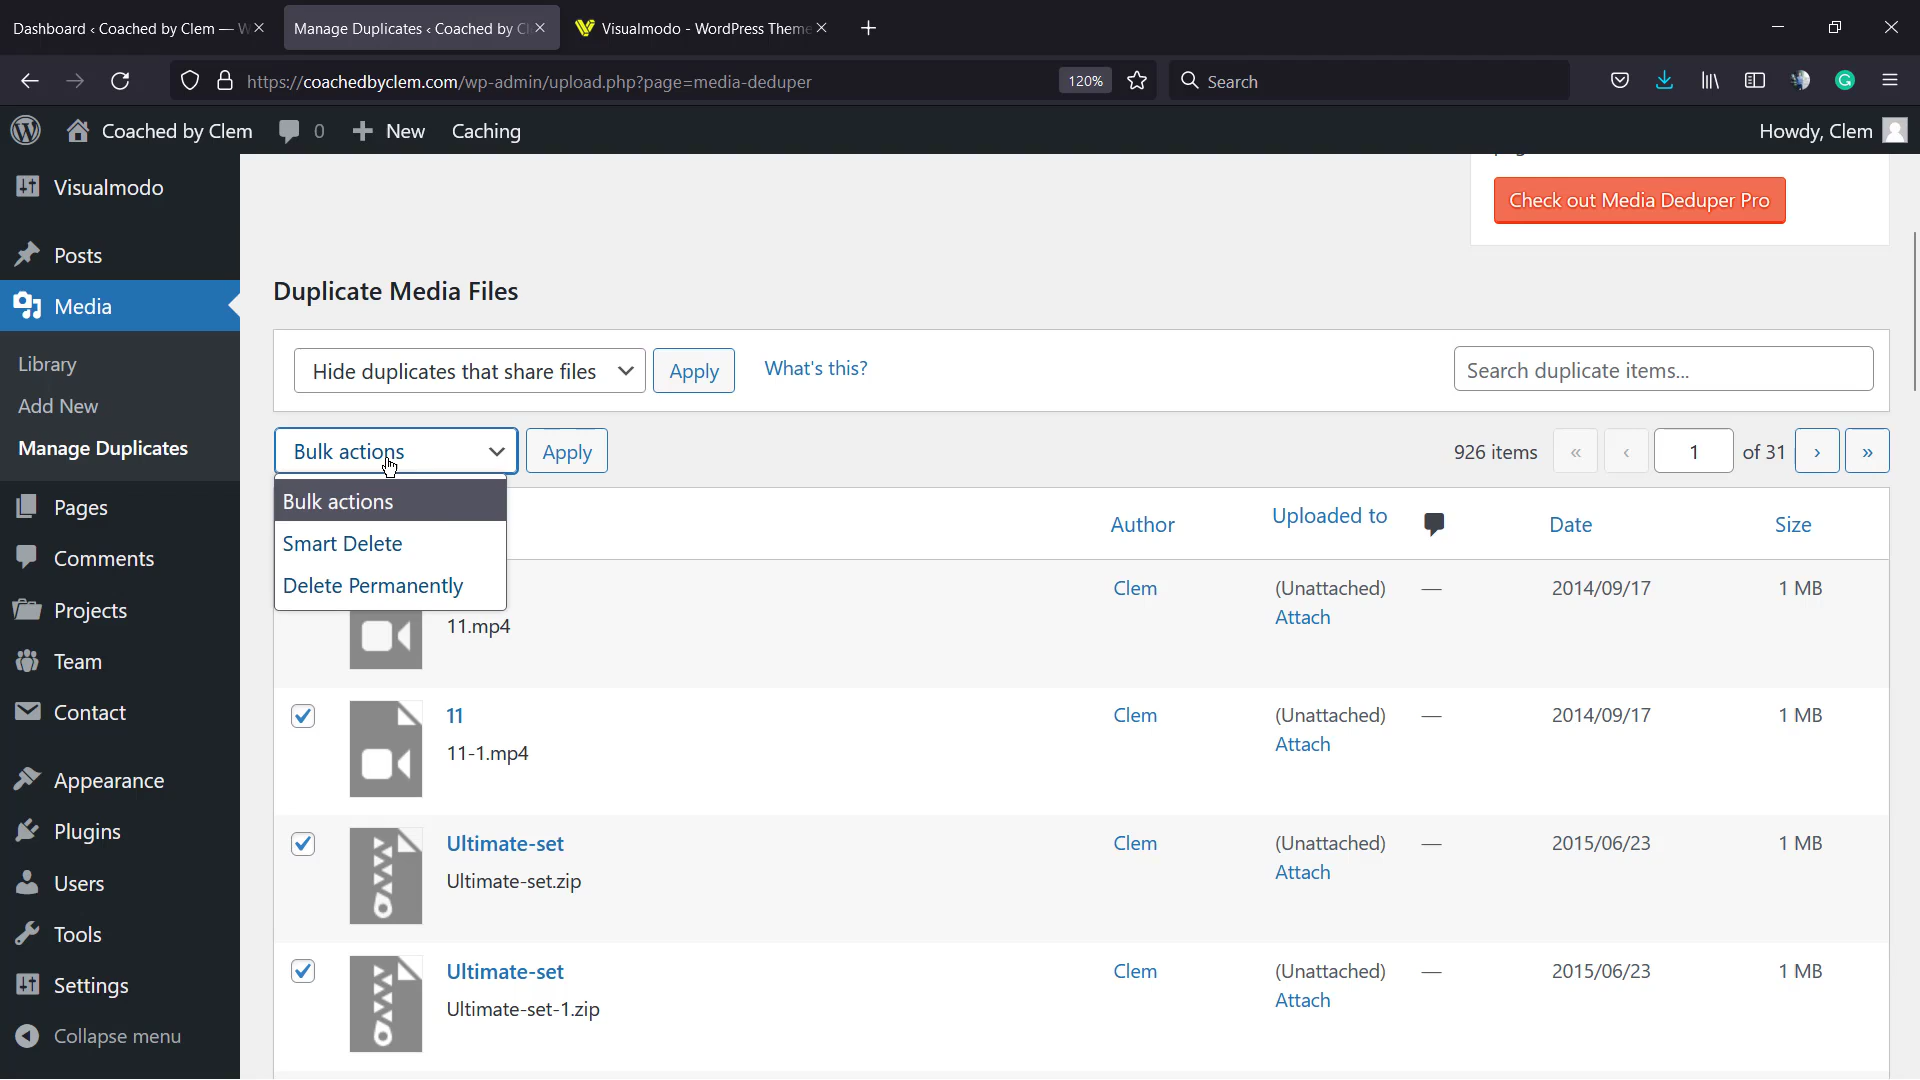 Dashboard ‹ Coached by Clem — W
Manage Duplicates ‹ Coached by Cl
Visualmodo - WordPress Theme
https://coachedbyclem.com/wp-admin/upload.php?page=media-deduper
120%
Search
Coached by Clem
0
New
Caching
Howdy, Clem
Visualmodo
Posts
Media
Library
Add New
Manage Duplicates
Pages
Comments
Projects
Team
Contact
Appearance
Plugins
Users
Tools
Settings
Collapse menu
Check out Media Deduper Pro
Duplicate Media Files
Hide duplicates that share files
Apply
What's this?
Search duplicate items...
Bulk actions
Apply
926 items
«
‹
1
of 31
›
»
Bulk actions
Smart Delete
Delete Permanently
Author
Uploaded to
Date
Size
11.mp4
Clem
(Unattached)
Attach
—
2014/09/17
1 MB
11
11-1.mp4
Clem
(Unattached)
Attach
—
2014/09/17
1 MB
Ultimate-set
Ultimate-set.zip
Clem
(Unattached)
Attach
—
2015/06/23
1 MB
Ultimate-set
Ultimate-set-1.zip
Clem
(Unattached)
Attach
—
2015/06/23
1 MB